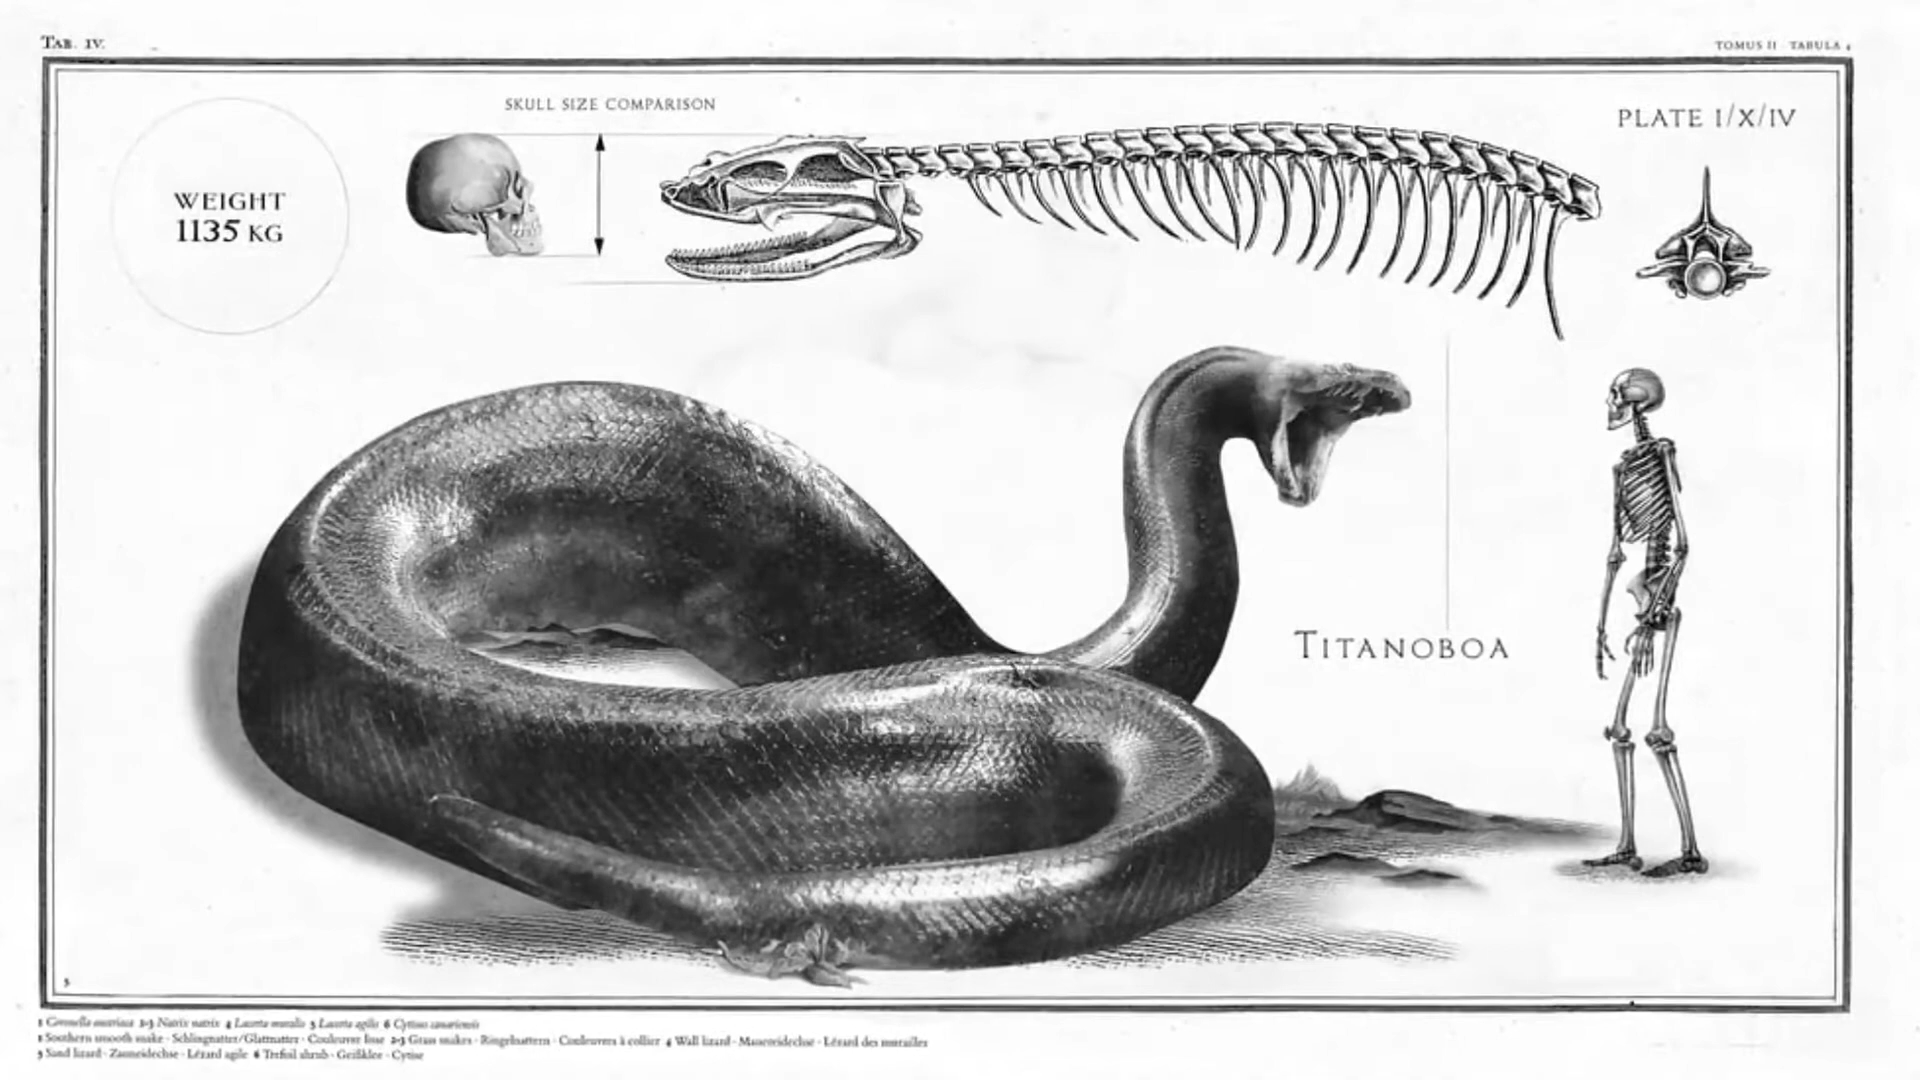 TAB. IV.
TOMUS II TABULA 4
SKULL SIZE COMPARISON
PLATE I/X/IV
WEIGHT
1135 KG
TITANOBOA
5
1 Coronella austriaca 2-3 Natrix natrix 4 Lacerta muralis 5 Lacerta agilis 6 Cytisus canariensis
1 Southern smooth snake · Schlingnatter/Glattnatter · Couleuvre lisse 2-3 Grass snakes · Ringelnattern · Couleuvres à collier 4 Wall lizard · Mauereidechse · Lézard des murailles
5 Sand lizard · Zauneidechse · Lézard agile 6 Trefoil shrub · Geißklee · Cytise